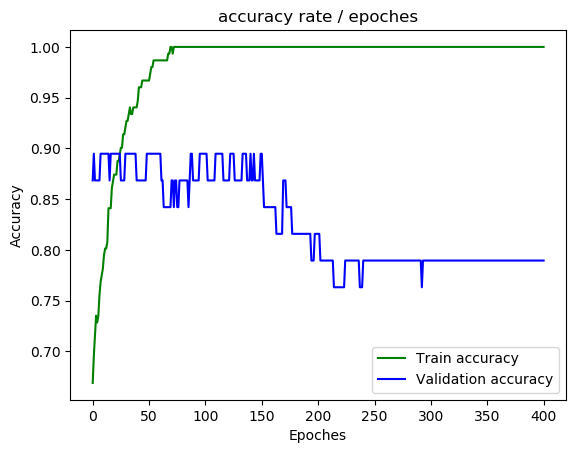 accuracy rate / epoches
1.00
0.95
0.90
0.85
0.80
0.75
0.70
Accuracy
0 50 100 150 200 250 300 350 400
Epoches
Train accuracy
Validation accuracy